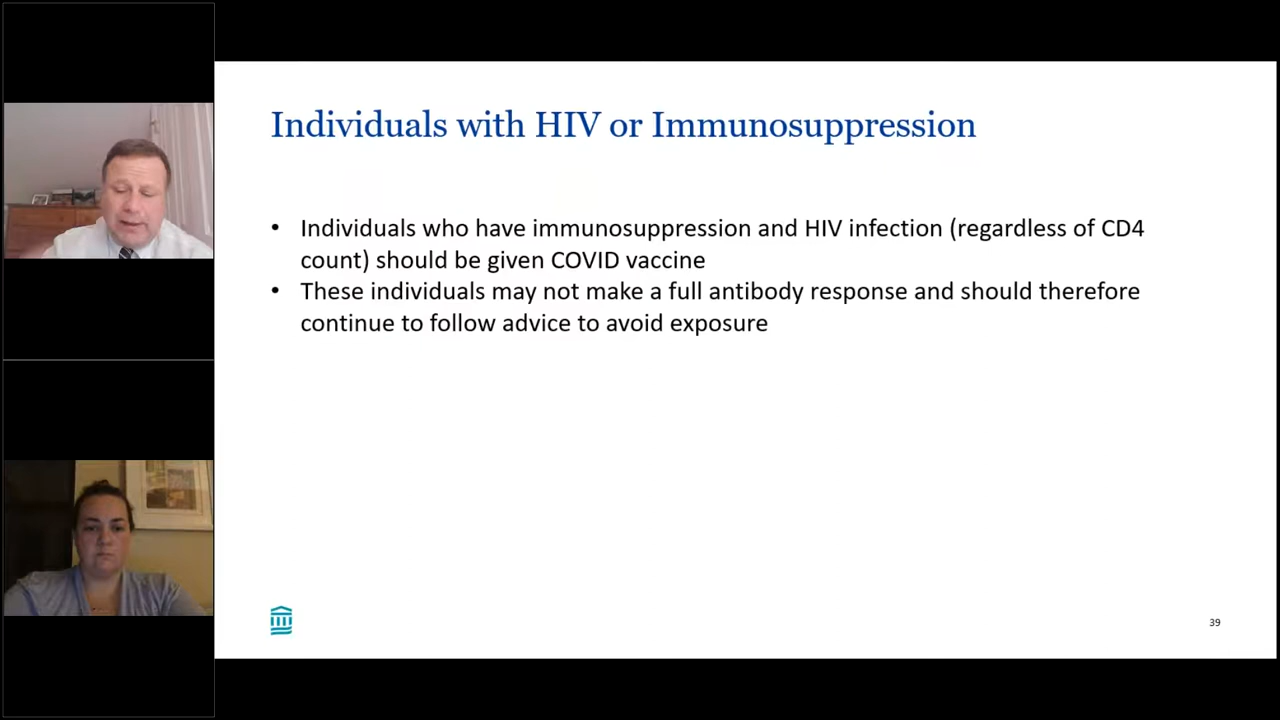 Individuals with HIV or Immunosuppression
• Individuals who have immunosuppression and HIV infection (regardless of CD4
count) should be given COVID vaccine
• These individuals may not make a full antibody response and should therefore
continue to follow advice to avoid exposure
39